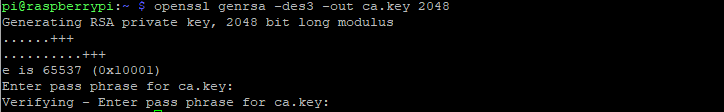 pi@raspberrypi:~ $ openssl genrsa -des3 -out ca.key 2048
Generating RSA private key, 2048 bit long modulus
......+++
..........+++
e is 65537 (0x10001)
Enter pass phrase for ca.key:
Verifying - Enter pass phrase for ca.key: